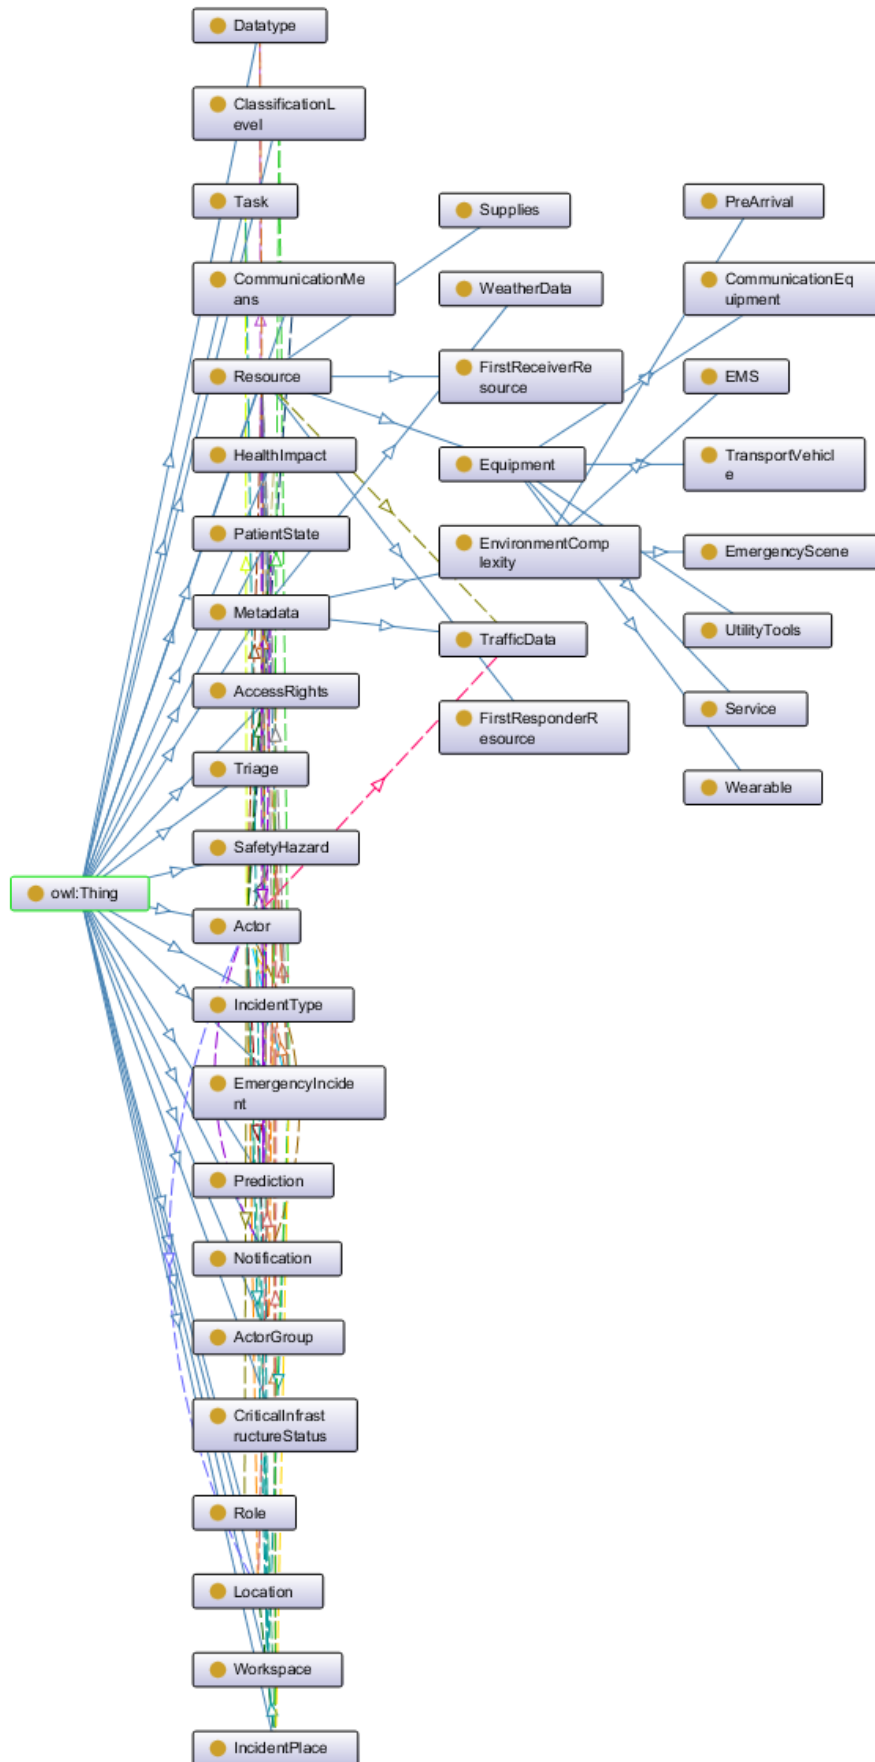 Datatype
ClassificationL
evel
Task
CommunicationMe
ans
Resource
HealthImpact
PatientState
Metadata
AccessRights
Triage
SafetyHazard
owl:Thing
Actor
IncidentType
EmergencyIncide
nt
Prediction
Notification
ActorGroup
CriticalInfrast
ructureStatus
Role
Location
Workspace
IncidentPlace
Supplies
WeatherData
FirstReceiverRe
source
Equipment
EnvironmentComp
lexity
TrafficData
FirstResponderR
esource
PreArrival
CommunicationEq
uipment
EMS
TransportVehicl
e
EmergencyScene
UtilityTools
Service
Wearable